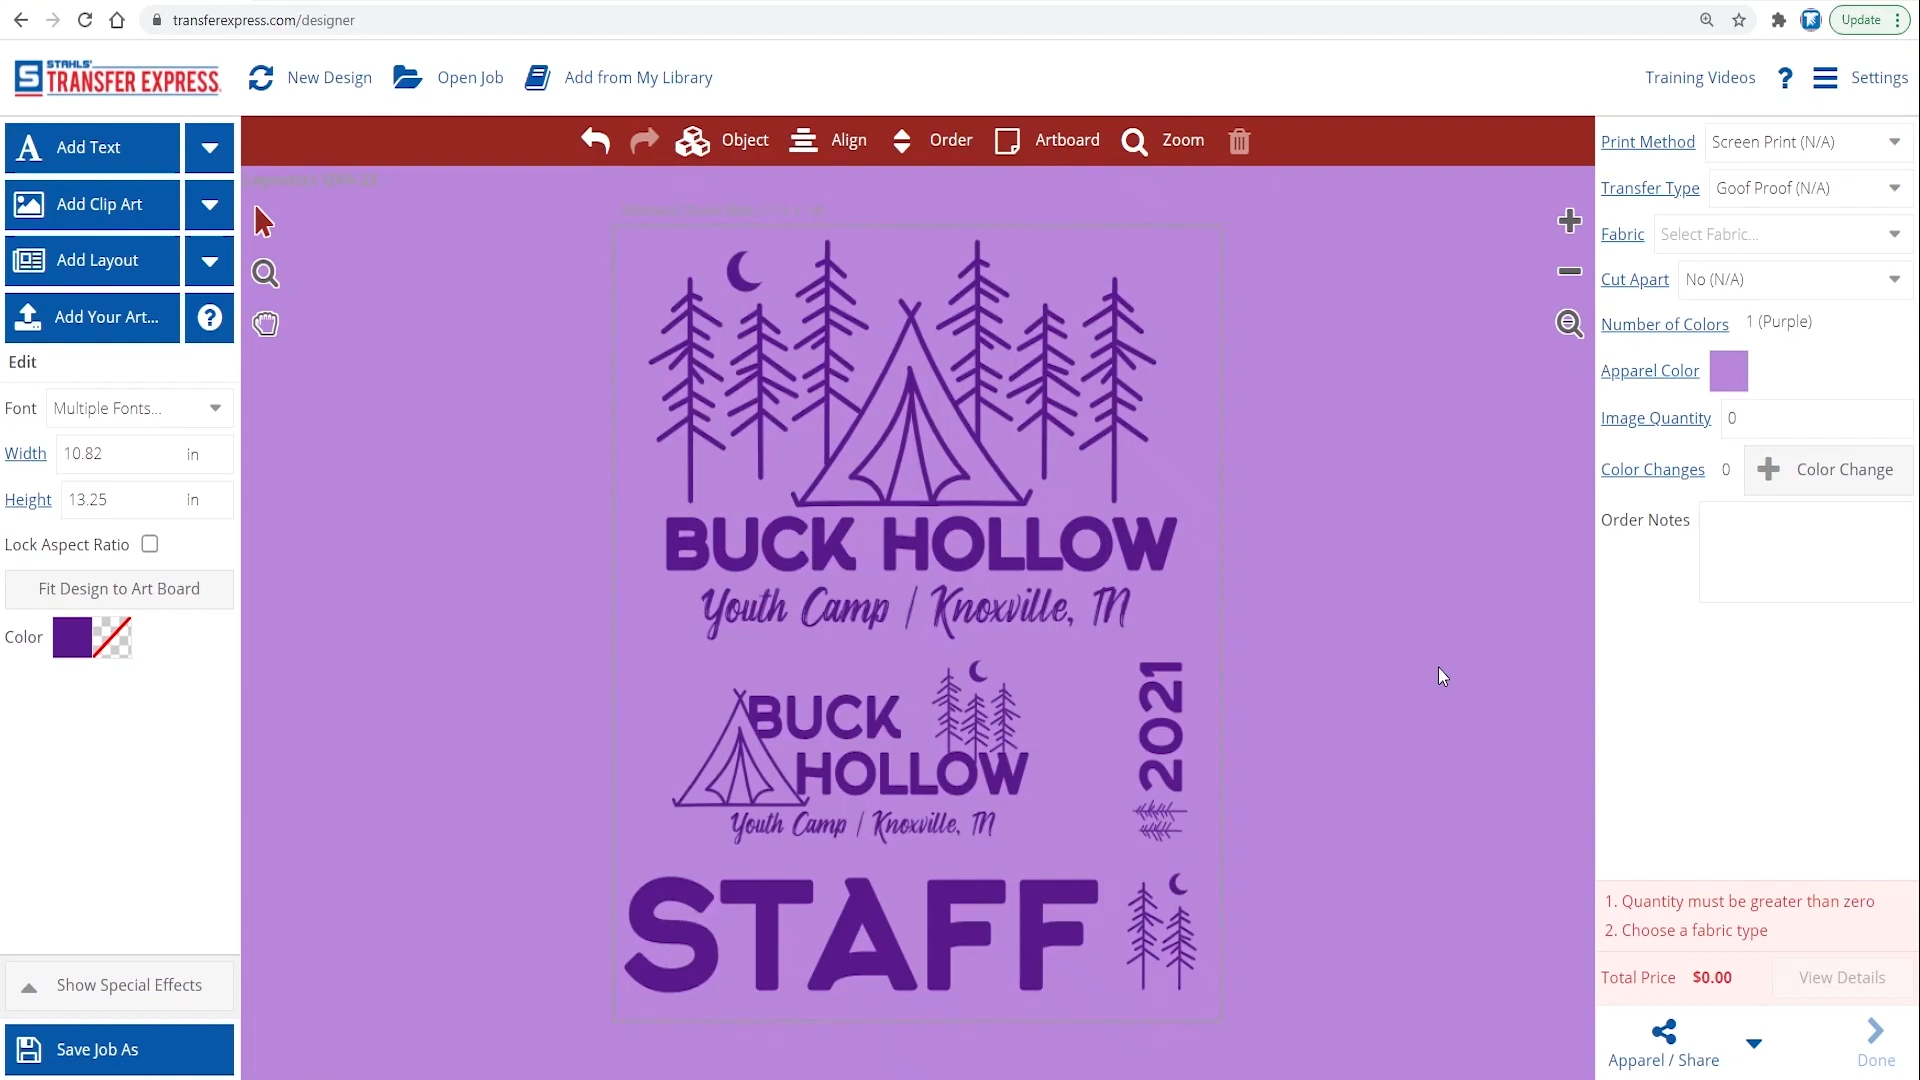 transferexpress.com/designer
Update
STAHLS'
TRANSFER EXPRESS
New Design
Open Job
Add from My Library
Training Videos
?
Settings
Add Text
Object
Align
Order
Artboard
Zoom
Print Method
Screen Print (N/A)
Add Clip Art
Transfer Type
Goof Proof (N/A)
Fabric
Select Fabric...
Add Layout
Cut Apart
No (N/A)
Add Your Art...
?
Number of Colors
1 (Purple)
Edit
Apparel Color
Font
Multiple Fonts...
Image Quantity
0
Width
10.82
in
Color Changes
0
Color Change
Height
13.25
in
Order Notes
Lock Aspect Ratio
Fit Design to Art Board
Color
BUCK HOLLOW
Youth Camp / Knoxville, TN
BUCK
HOLLOW
Youth Camp / Knoxville, TN
2021
STAFF
1. Quantity must be greater than zero
2. Choose a fabric type
Total Price
$0.00
View Details
Show Special Effects
Save Job As
Apparel / Share
Done